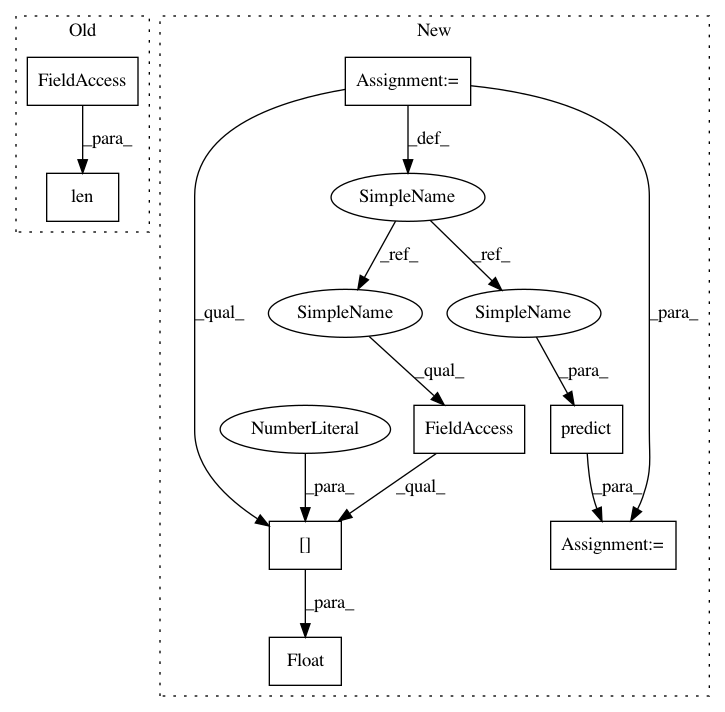 Old
New
FieldAccess
Assignment:=
_para_
_def_
len
SimpleName
_ref_
_ref_
_qual_
SimpleName
SimpleName
_para_
_qual_
_para_
NumberLiteral
FieldAccess
predict
_para_
_qual_
_para_
[]
Assignment:=
_para_
Float